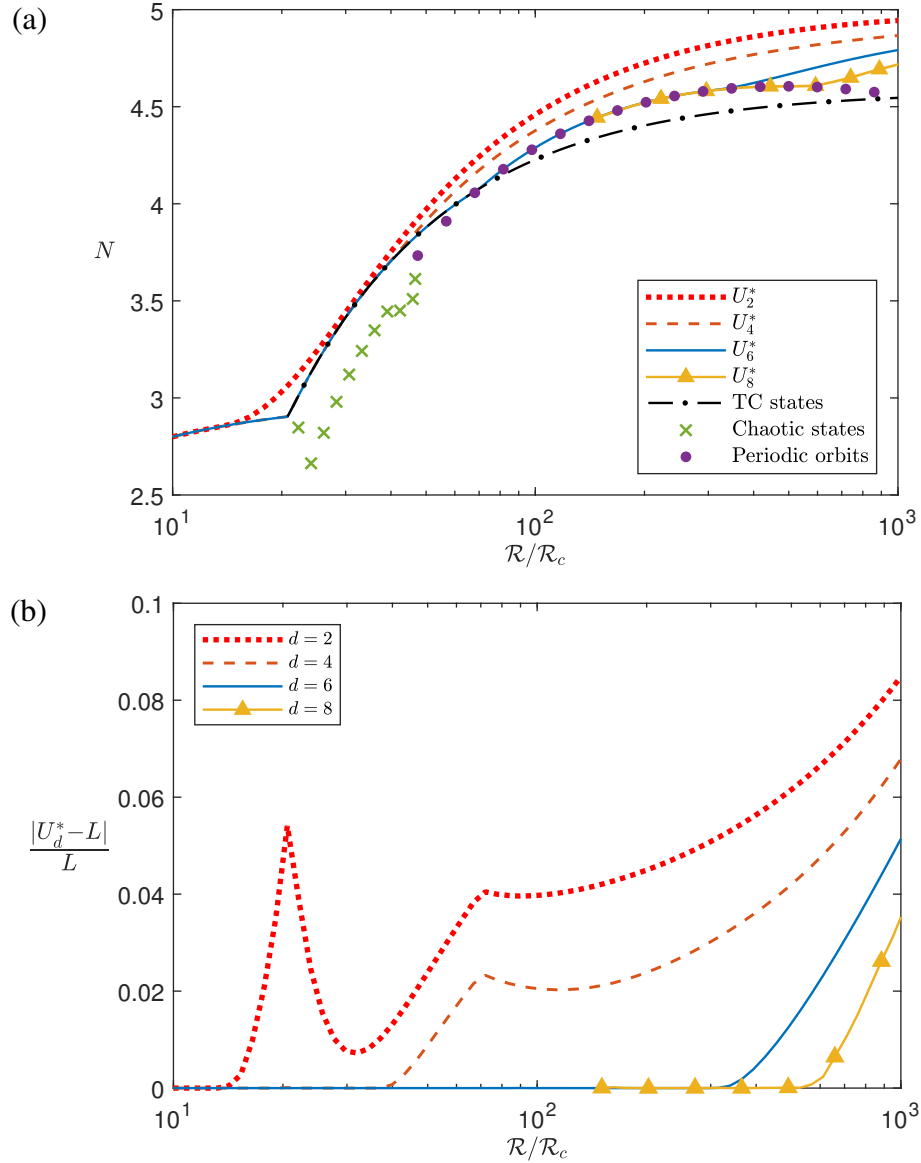 (a)
5
4.5
4
N
3.5
3
2.5
10^1
10^2
10^3
R/R_c
U_2^*
U_4^*
U_6^*
U_8^*
TC states
Chaotic states
Periodic orbits
(b)
0.1
0.08
0.06
|U_d^*−L|
L
0.04
0.02
0
10^1
10^2
10^3
R/R_c
d = 2
d = 4
d = 6
d = 8